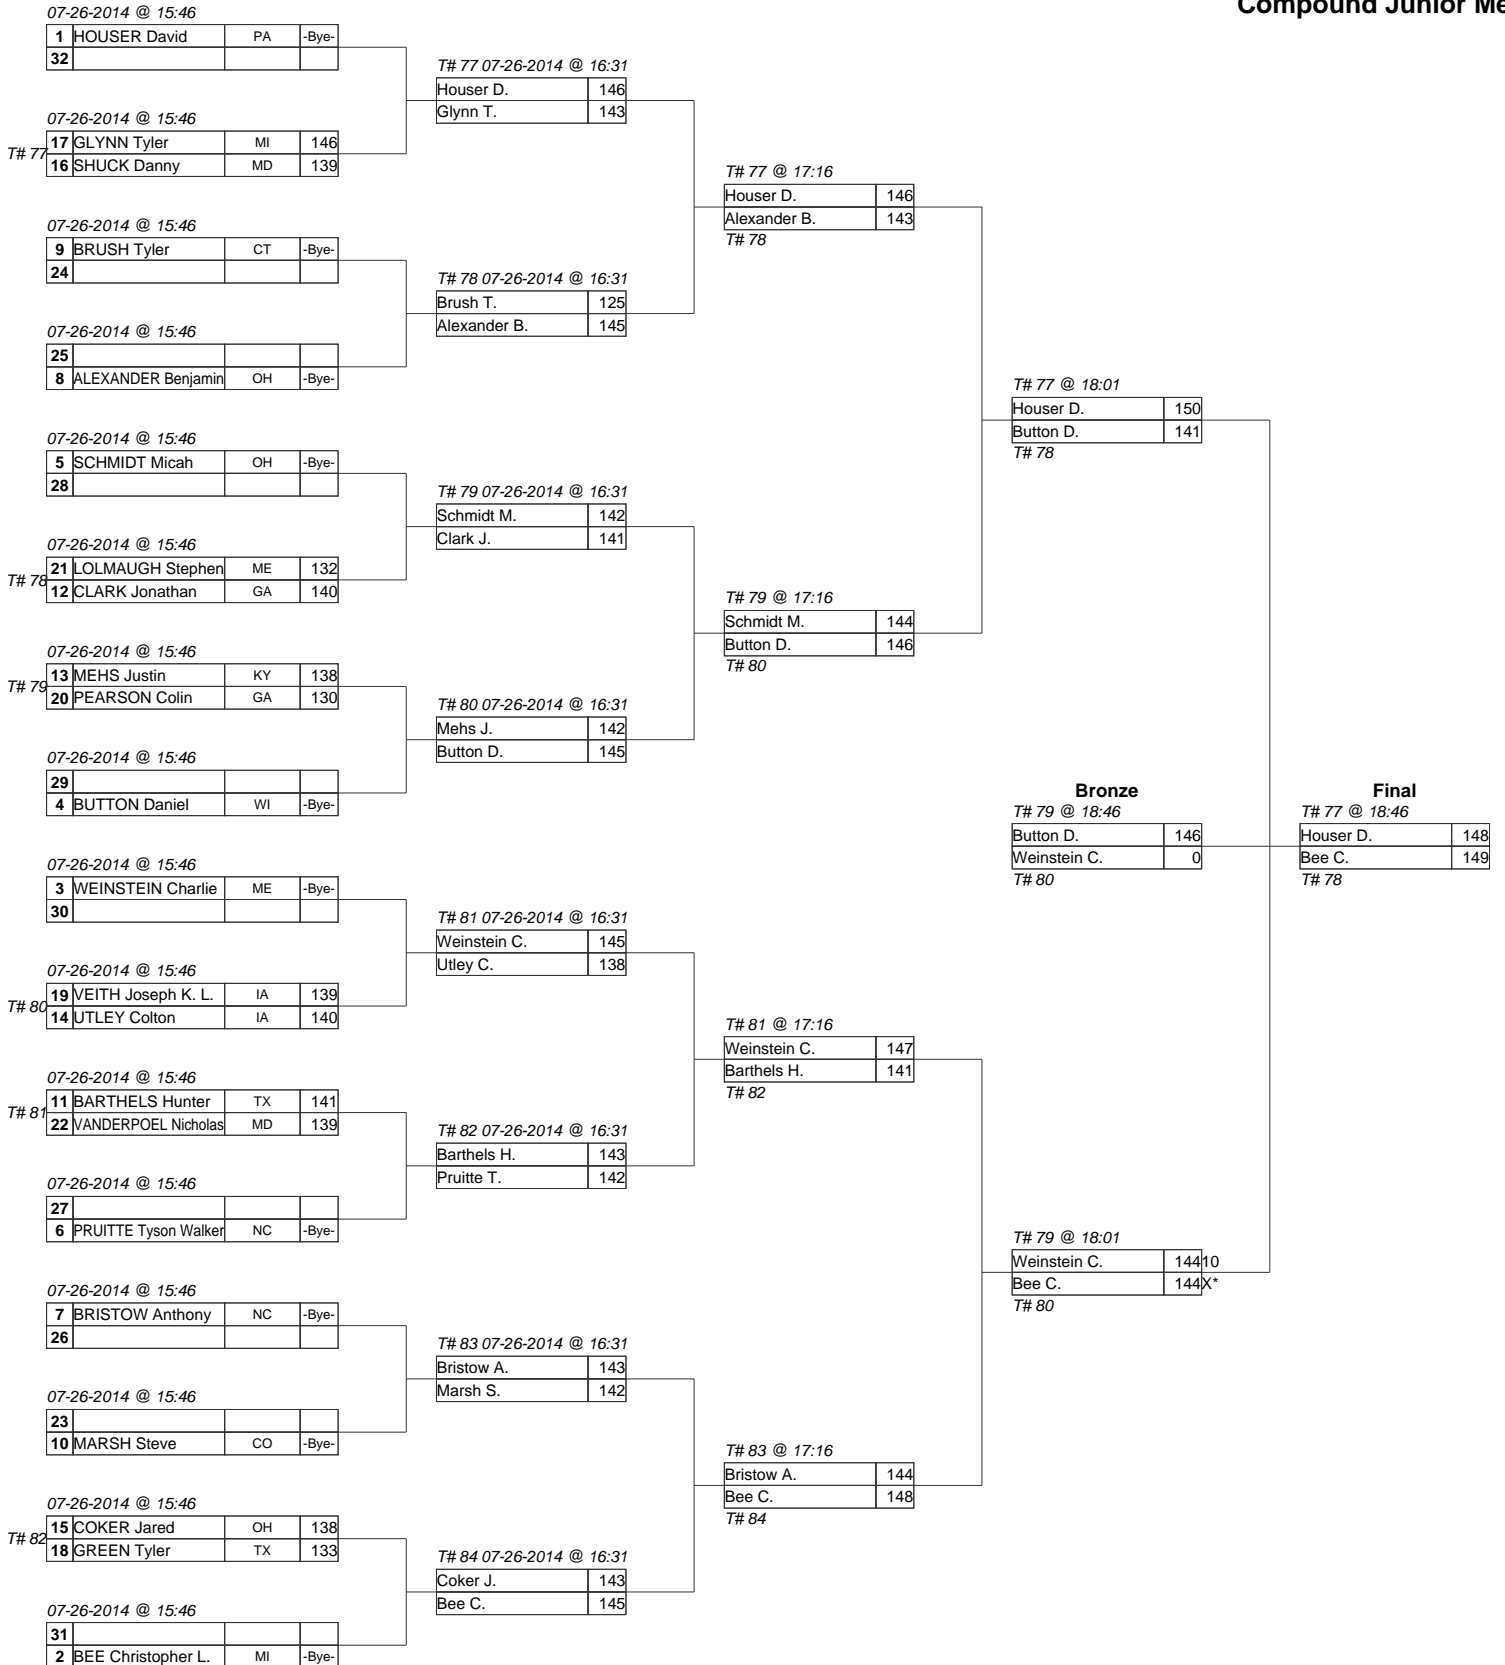 Compound Junior Me
07-26-2014 @ 15:46
1 HOUSER David PA -Bye-
32
07-26-2014 @ 15:46
T# 77
17 GLYNN Tyler MI 146
16 SHUCK Danny MD 139
07-26-2014 @ 15:46
9 BRUSH Tyler CT -Bye-
24
07-26-2014 @ 15:46
25
8 ALEXANDER Benjamin OH -Bye-
07-26-2014 @ 15:46
5 SCHMIDT Micah OH -Bye-
28
07-26-2014 @ 15:46
T# 78
21 LOLMAUGH Stephen ME 132
12 CLARK Jonathan GA 140
07-26-2014 @ 15:46
T# 79
13 MEHS Justin KY 138
20 PEARSON Colin GA 130
07-26-2014 @ 15:46
29
4 BUTTON Daniel WI -Bye-
07-26-2014 @ 15:46
3 WEINSTEIN Charlie ME -Bye-
30
07-26-2014 @ 15:46
T# 80
19 VEITH Joseph K. L. IA 139
14 UTLEY Colton IA 140
07-26-2014 @ 15:46
T# 81
11 BARTHELS Hunter TX 141
22 VANDERPOEL Nicholas MD 139
07-26-2014 @ 15:46
27
6 PRUITTE Tyson Walker NC -Bye-
07-26-2014 @ 15:46
7 BRISTOW Anthony NC -Bye-
26
07-26-2014 @ 15:46
23
10 MARSH Steve CO -Bye-
07-26-2014 @ 15:46
T# 82
15 COKER Jared OH 138
18 GREEN Tyler TX 133
07-26-2014 @ 15:46
31
2 BEE Christopher L. MI -Bye-
T# 77 07-26-2014 @ 16:31
Houser D. 146
Glynn T. 143
T# 78 07-26-2014 @ 16:31
Brush T. 125
Alexander B. 145
T# 79 07-26-2014 @ 16:31
Schmidt M. 142
Clark J. 141
T# 80 07-26-2014 @ 16:31
Mehs J. 142
Button D. 145
T# 81 07-26-2014 @ 16:31
Weinstein C. 145
Utley C. 138
T# 82 07-26-2014 @ 16:31
Barthels H. 143
Pruitte T. 142
T# 83 07-26-2014 @ 16:31
Bristow A. 143
Marsh S. 142
T# 84 07-26-2014 @ 16:31
Coker J. 143
Bee C. 145
T# 77 @ 17:16
Houser D. 146
Alexander B. 143
T# 78
T# 79 @ 17:16
Schmidt M. 144
Button D. 146
T# 80
T# 81 @ 17:16
Weinstein C. 147
Barthels H. 141
T# 82
T# 83 @ 17:16
Bristow A. 144
Bee C. 148
T# 84
T# 77 @ 18:01
Houser D. 150
Button D. 141
T# 78
Bronze
T# 79 @ 18:46
Button D. 146
Weinstein C. 0
T# 80
T# 79 @ 18:01
Weinstein C. 144 10
Bee C. 144 X*
T# 80
Final
T# 77 @ 18:46
Houser D. 148
Bee C. 149
T# 78